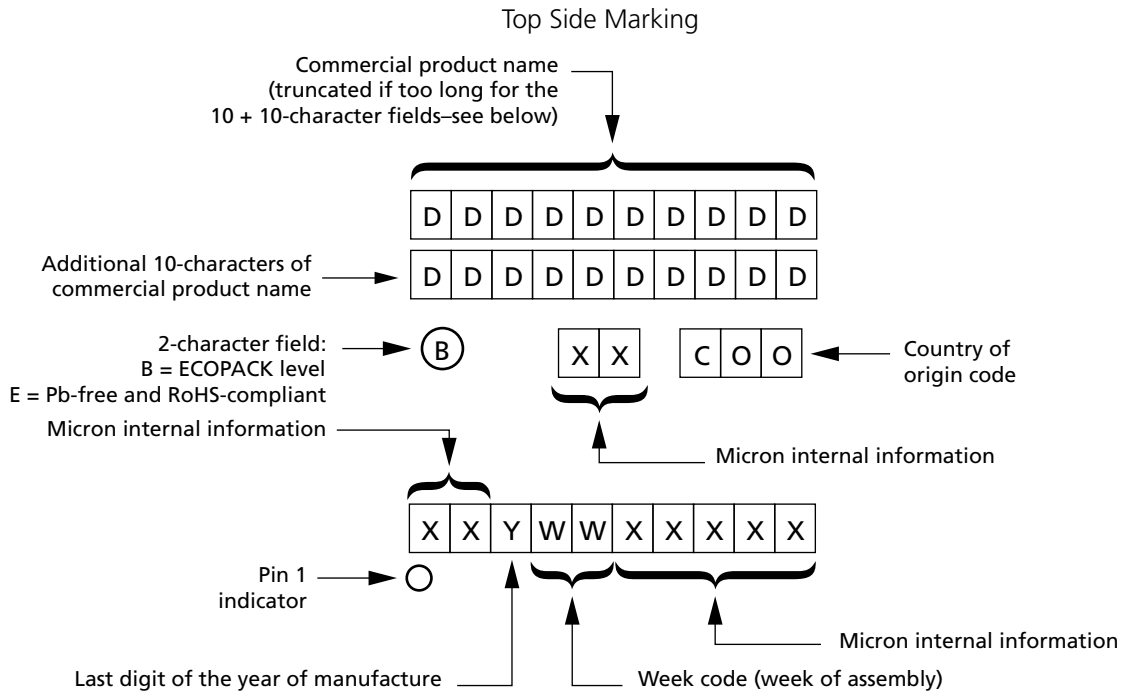 Top Side Marking
Commercial product name
(truncated if too long for the
10 + 10-character fields–see below)
D D D D D D D D D D
Additional 10-characters of
commercial product name
D D D D D D D D D D
2-character field:
B = ECOPACK level
E = Pb-free and RoHS-compliant
B
X X
C O O
Country of
origin code
Micron internal information
Micron internal information
X X Y W W X X X X X
Pin 1
indicator
Micron internal information
Last digit of the year of manufacture
Week code (week of assembly)